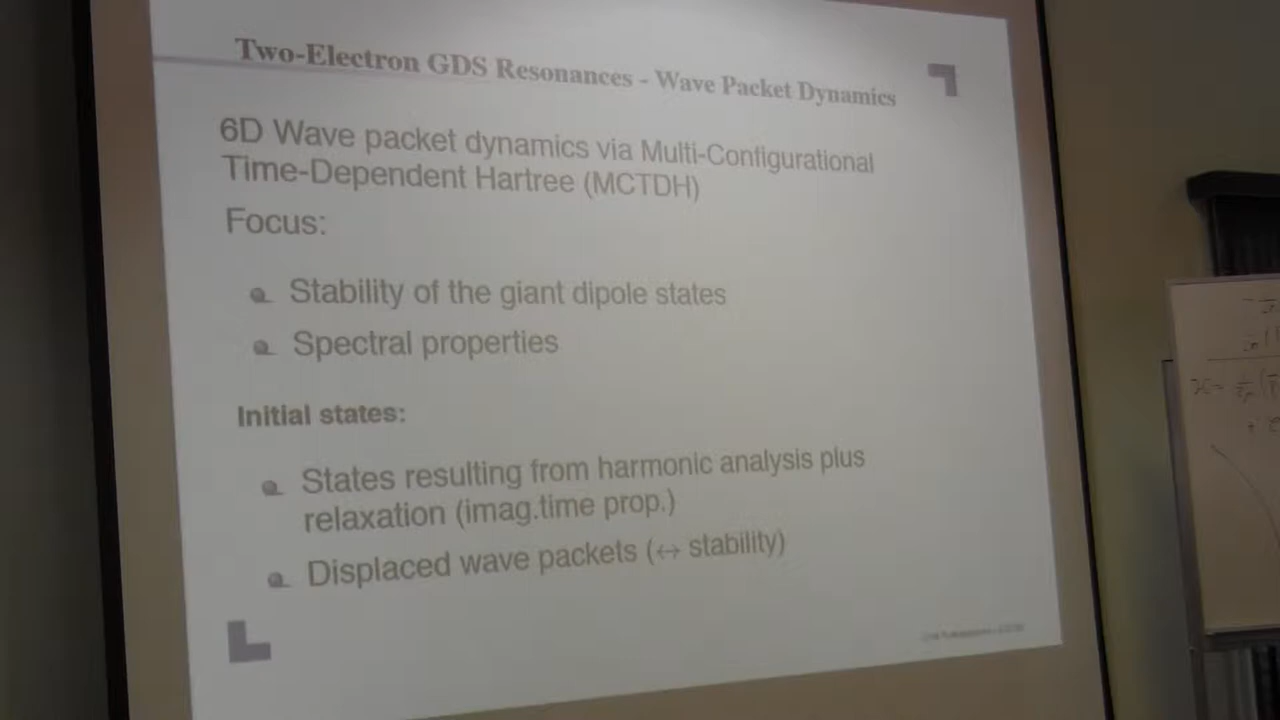 Two-Electron GDS Resonances - Wave Packet Dynamics
6D Wave packet dynamics via Multi-Configurational
Time-Dependent Hartree (MCTDH)
Focus:
Stability of the giant dipole states
Spectral properties
Initial states:
States resulting from harmonic analysis plus
relaxation (imag.time prop.)
Displaced wave packets (↔ stability)